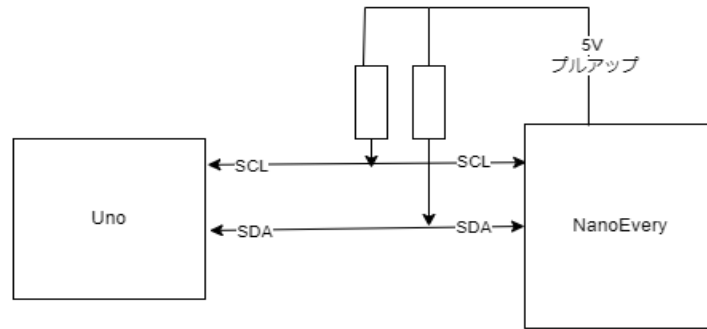 5V
プルアップ
SCL
SCL
Uno
SDA
SDA
NanoEvery